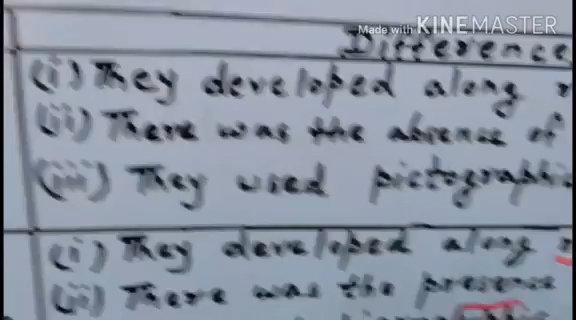 Made with KINEMASTER
Difference
(i) They developed along
(ii) There was the absence of
(iii) They used pictographic
(i) They developed along
(ii) There was the presence